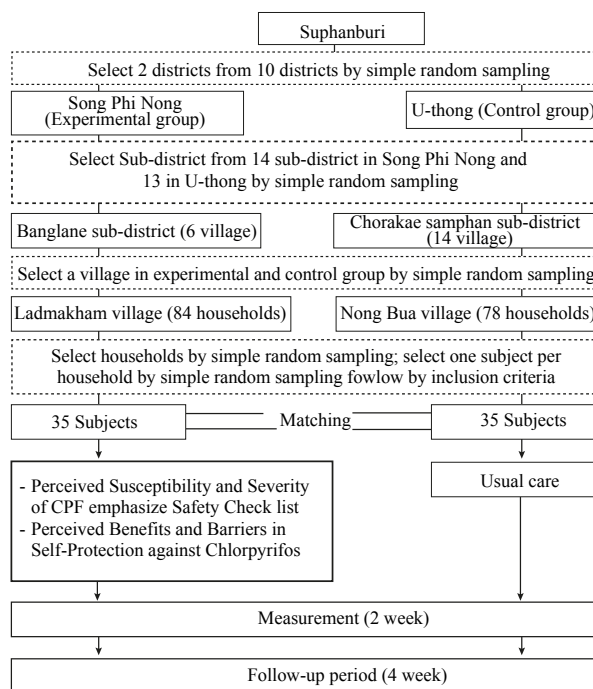 Suphanburi
Select 2 districts from 10 districts by simple random sampling
Song Phi Nong
(Experimental group)
U-thong (Control group)
Select Sub-district from 14 sub-district in Song Phi Nong and
13 in U-thong by simple random sampling
Banglane sub-district (6 village)
Chorakae samphan sub-district
(14 village)
Select a village in experimental and control group by simple random sampling
Ladmakham village (84 households)
Nong Bua village (78 households)
Select households by simple random sampling; select one subject per
household by simple random sampling fowlow by inclusion criteria
35 Subjects
Matching
35 Subjects
- Perceived Susceptibility and Severity
of CPF emphasize Safety Check list
- Perceived Benefits and Barriers in
Self-Protection against Chlorpyrifos
Usual care
Measurement (2 week)
Follow-up period (4 week)